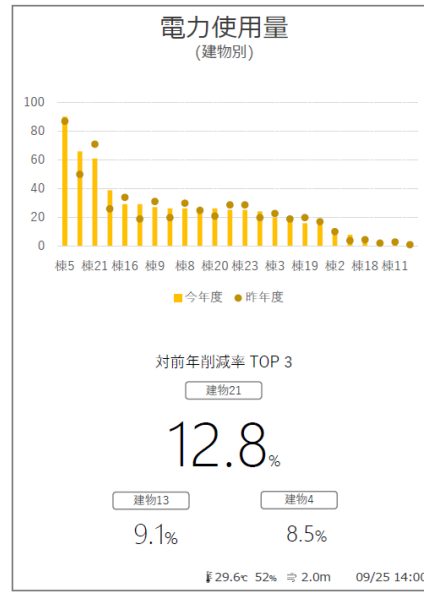 電力使用量
(建物別)
100
80
60
40
20
0
棟5 棟21 棟16 棟9 棟8 棟20 棟23 棟3 棟19 棟2 棟18 棟11
今年度 昨年度
対前年削減率 TOP 3
建物21
12.8%
建物13 建物4
9.1% 8.5%
29.6℃ 52% 2.0m 09/25 14:00